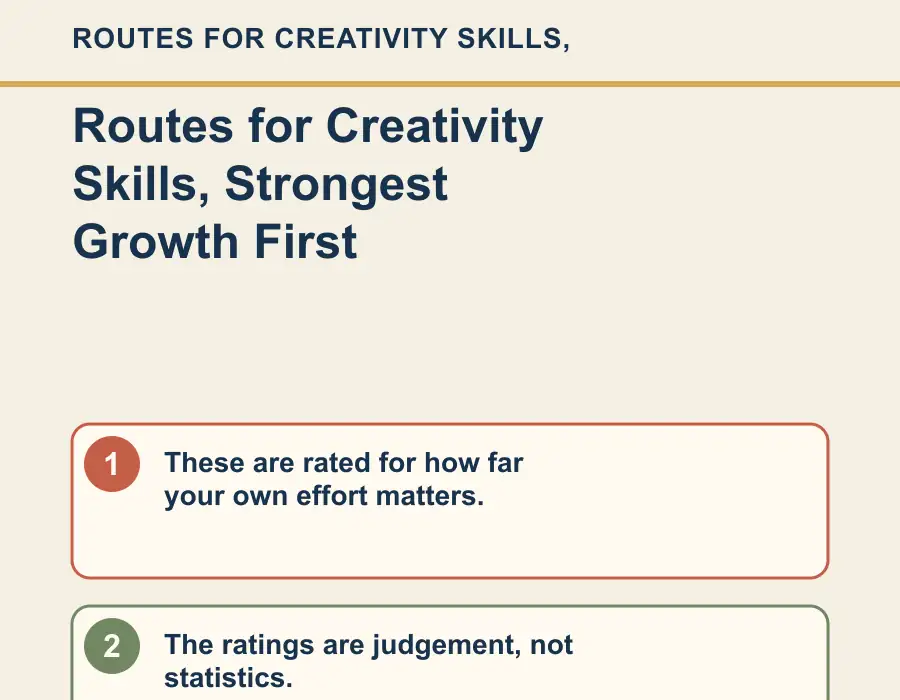 ROUTES FOR CREATIVITY SKILLS,
Routes for Creativity
Skills, Strongest
Growth First
1
These are rated for how far
your own effort matters.
2
The ratings are judgement, not
statistics.